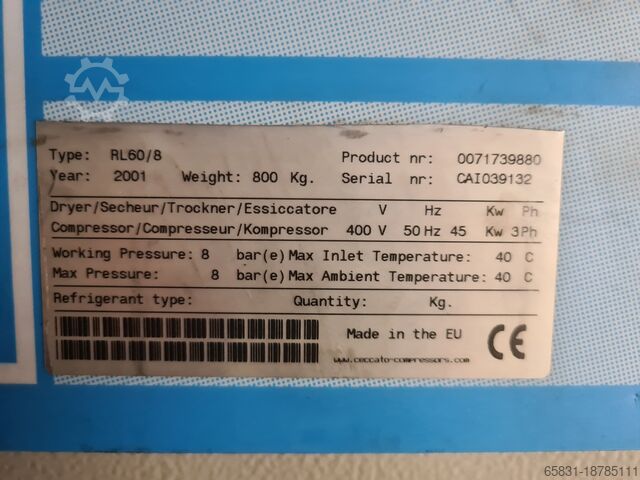 Type: RL60/8 Product nr: 0071739880
Year: 2001 Weight: 800 Kg. Serial nr: CAI039132
Dryer/Secheur/Trockner/Essiccatore V Hz Kw Ph
Compressor/Compresseur/Kompressor 400 V 50 Hz 45 Kw 3 Ph
Working Pressure: 8 bar(e) Max Inlet Temperature: 40 C
Max Pressure: 8 bar(e) Max Ambient Temperature: 40 C
Refrigerant type: Quantity: Kg.
Made in the EU CE
www.ceccato-compressors.com
65831-18785111